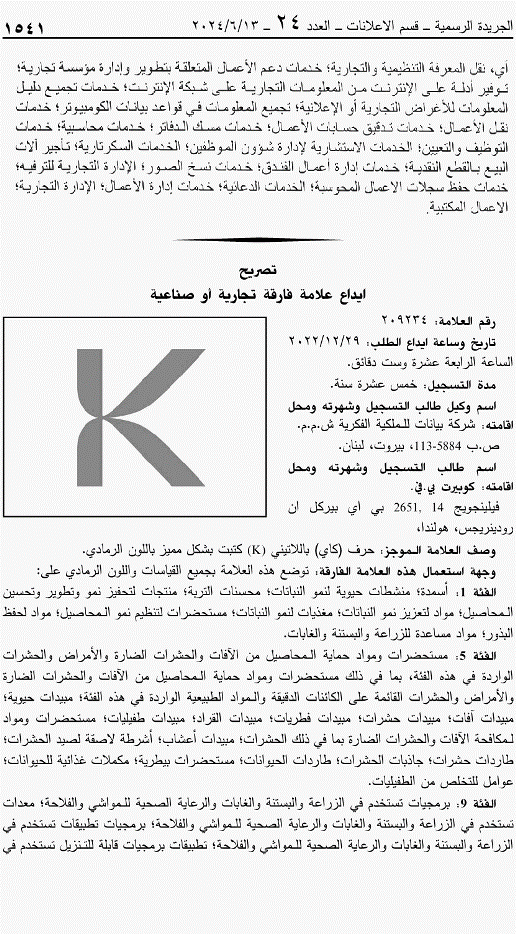 الجريدة الرسمية ــ قسم الاعلانات ــ العدد ٢٤ ــ ٢٠٢٤/٦/١٣ ١٥٤١
أي، نقل المعرفة التنظيمية والتجارية؛ خدمات دعم الأعمال المتعلقة بتطوير وإدارة مؤسسة تجارية؛
توفير أدلة على الإنترنت من المعلومات التجارية على شبكة الإنترنت؛ خدمات تجميع دليل
المعلومات للأغراض التجارية أو الإعلانية؛ تجميع المعلومات في قواعد بيانات الكومبيوتر؛ خدمات
نقل الأعمال؛ خدمات تدقيق حسابات الأعمال؛ خدمات مسك الدفاتر؛ خدمات محاسبية؛ خدمات
التوظيف والتعيين؛ الخدمات الاستشارية لإدارة شؤون الموظفين؛ الخدمات السكرتارية؛ تأجير آلات
البيع بالقطع النقدية؛ خدمات إدارة أعمال الفندق؛ خدمات نسخ الصور؛ الإدارة التجارية للترفيه؛
خدمات حفظ سجلات الاعمال المحوسبة؛ الخدمات الدعائية؛ خدمات إدارة الأعمال؛ الإدارة التجارية؛
الاعمال المكتبية.
تصريح
ايداع علامة فارقة تجارية أو صناعية
رقم العلامة: ٢٠٩٢٣٤
تاريخ وساعة ايداع الطلب: ٢٠٢٢/١٢/٢٩
الساعة الرابعة عشرة وست دقائق.
مدة التسجيل: خمس عشرة سنة.
اسم وكيل طالب التسجيل وشهرته ومحل
اقامته: شركة بيانات للملكية الفكرية ش.م.م.
ص.ب 5884-113، بيروت، لبنان.
اسم طالب التسجيل وشهرته ومحل
اقامته: كوبيرت بي.في.
فيلينجويج 14 ,2651 بي اي بيركل ان
رودينريجس، هولندا،
K
وصف العلامة الموجز: حرف (كاي) باللاتيني (K) كتبت بشكل مميز باللون الرمادي.
وجهة استعمال هذه العلامة الفارقة: توضع هذه العلامة بجميع القياسات واللون الرمادي على:
الفئة 1: أسمدة؛ منشطات حيوية لنمو النباتات؛ محسنات التربة؛ منتجات لتحفيز نمو وتطوير وتحسين
المحاصيل؛ مواد لتعزيز نمو النباتات؛ مغذيات لنمو النباتات؛ مستحضرات لتنظيم نمو المحاصيل؛ مواد لحفظ
البذور؛ مواد مساعدة للزراعة والبستنة والغابات.
الفئة 5: مستحضرات ومواد حماية المحاصيل من الآفات والحشرات الضارة والأمراض والحشرات
الواردة في هذه الفئة، بما في ذلك مستحضرات ومواد حماية المحاصيل من الآفات والحشرات الضارة
والأمراض والحشرات القائمة على الكائنات الدقيقة والمواد الطبيعية الواردة في هذه الفئة؛ مبيدات حيوية؛
مبيدات آفات؛ مبيدات حشرات؛ مبيدات فطريات؛ مبيدات القراد؛ مبيدات طفيليات؛ مستحضرات ومواد
لمكافحة الآفات والحشرات الضارة بما في ذلك الحشرات؛ مبيدات أعشاب؛ أشرطة لاصقة لصيد الحشرات؛
طاردات حشرات؛ جاذبات الحشرات؛ طاردات الحيوانات؛ مستحضرات بيطرية؛ مكملات غذائية للحيوانات؛
عوامل للتخلص من الطفيليات.
الفئة 9: برمجيات تستخدم في الزراعة والبستنة والغابات والرعاية الصحية للمواشي والفلاحة؛ معدات
تستخدم في الزراعة والبستنة والغابات والرعاية الصحية للمواشي والفلاحة؛ برمجيات تطبيقات تستخدم في
الزراعة والبستنة والغابات والرعاية الصحية للمواشي والفلاحة؛ تطبيقات برمجيات قابلة للتنزيل تستخدم في